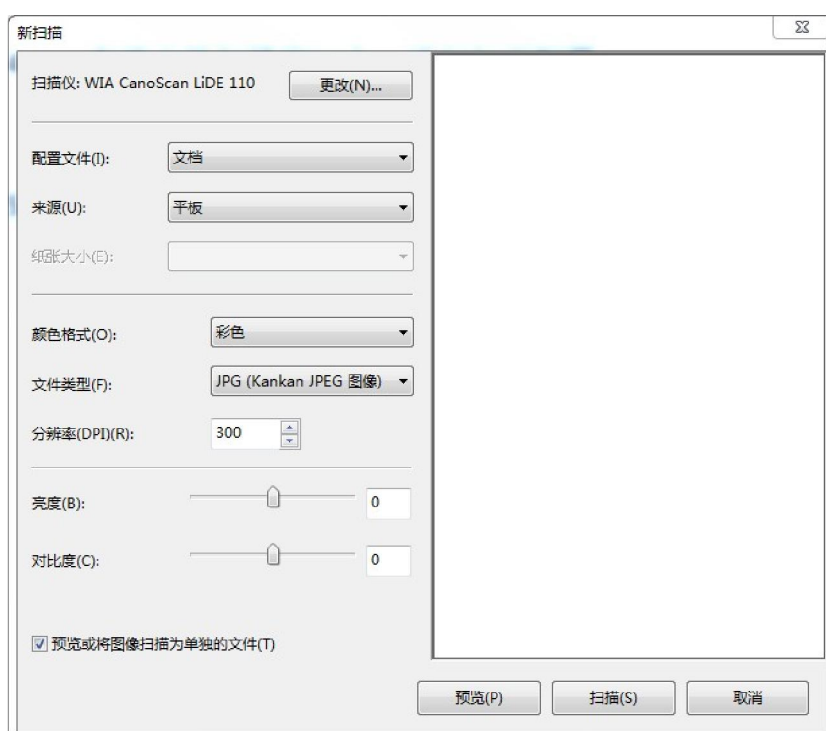 新扫描
扫描仪: WIA CanoScan LiDE 110
更改(N)...
配置文件(I):
文档
来源(U):
平板
纸张大小(E):
颜色格式(O):
彩色
文件类型(F):
JPG (Kankan JPEG 图像)
分辨率(DPI)(R):
300
亮度(B):
0
对比度(C):
0
预览或将图像扫描为单独的文件(T)
预览(P)
扫描(S)
取消